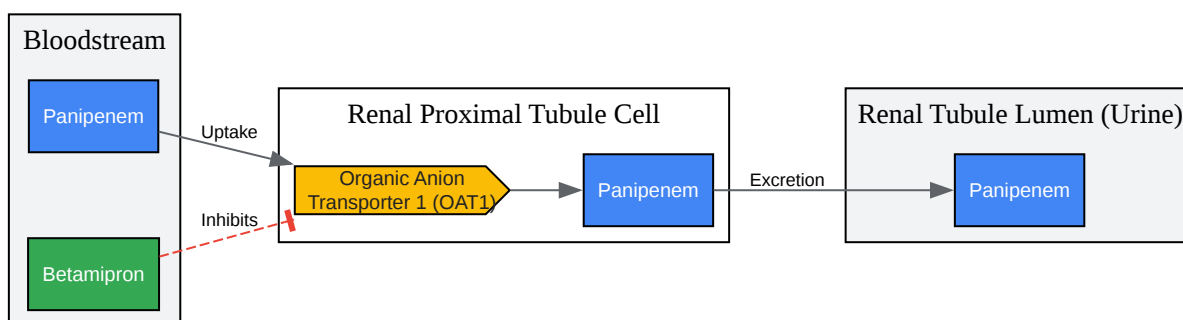 Bloodstream
Panipenem
Uptake
Inhibits
Betamipron
Renal Proximal Tubule Cell
Organic Anion
Transporter 1 (OAT1)
Panipenem
Excretion
Renal Tubule Lumen (Urine)
Panipenem